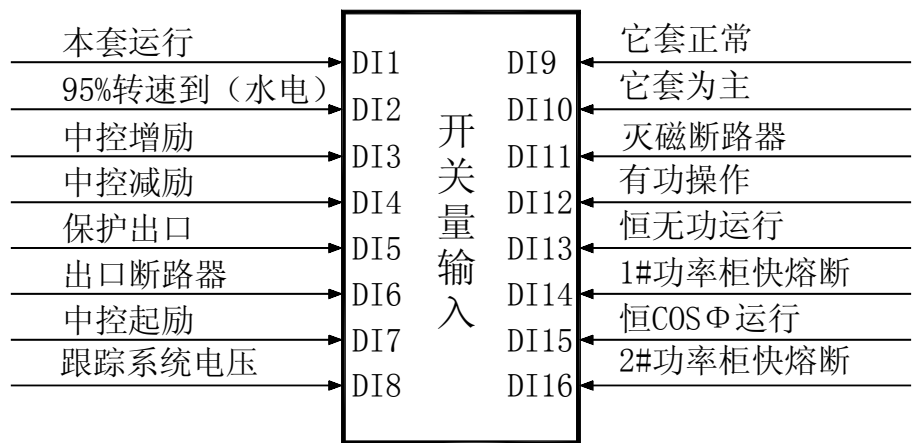 本套运行 DI1
95%转速到（水电） DI2
中控增励 DI3
中控减励 DI4
保护出口 DI5
出口断路器 DI6
中控起励 DI7
跟踪系统电压 DI8
开关量输入
DI9 它套正常
DI10 它套为主
DI11 灭磁断路器
DI12 有功操作
DI13 恒无功运行
DI14 1#功率柜快熔断
DI15 恒COSΦ运行
DI16 2#功率柜快熔断